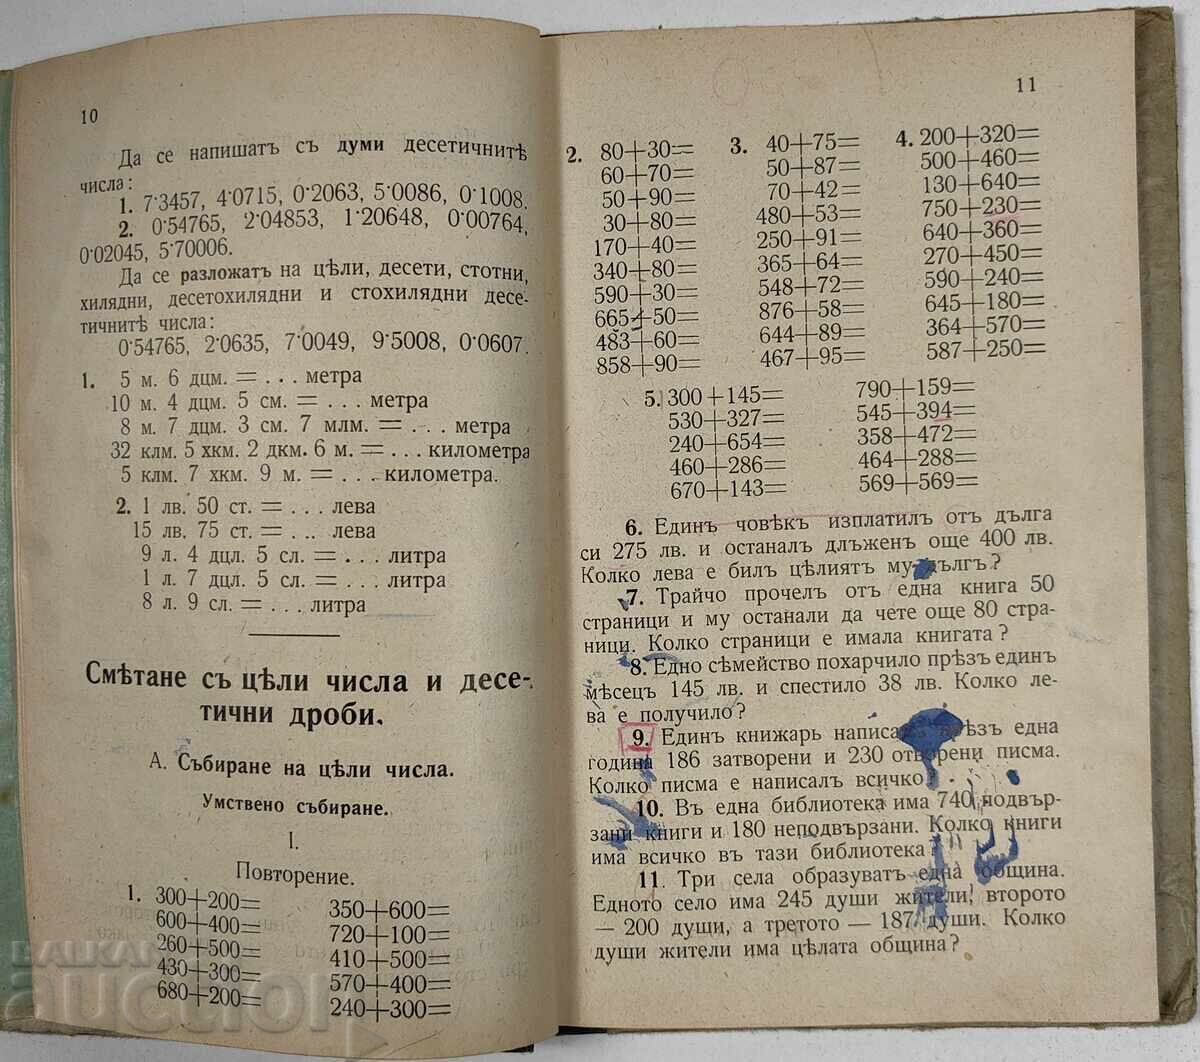 10
Да се напишатъ съ думи десетичнитѣ
числа:
1. 7·3457, 4·0715, 0·2063, 5·0086, 0·1008.
2. 0·54765, 2·04853, 1·20648, 0·00764,
0·02045, 5·70006.
Да се разложатъ на цѣли, десети, стотни,
хилядни, десетохилядни и стохилядни десе-
тичнитѣ числа:
0·54765, 2·0635, 7·0049, 9·5008, 0·0607.
1. 5 м. 6 дцм. = . . . метра
10 м. 4 дцм. 5 см. = . . . метра
8 м. 7 дцм. 3 см. 7 млм. = . . . метра
32 клм. 5 хкм. 2 дкм. 6 м. = . . . километра
5 клм. 7 хкм. 9 м. = . . . километра.
2. 1 лв. 50 ст. = . . . лева
15 лв. 75 ст. = . . . лева
9 л. 4 дцл. 5 сл. = . . . литра
1 л. 7 дцл. 5 сл. = . . . литра
8 л. 9 сл. = . . . литра
Смѣтане съ цѣли числа и десе-
тични дроби.
А. Събиране на цѣли числа.
Умствено събиране.
I.
Повторение.
1. 300+200= 350+600=
600+400= 720+100=
260+500= 410+500=
430+300= 570+400=
680+200= 240+300=
BALKAN
auction
11
2. 80+30= 3. 40+75= 4. 200+320=
60+70= 50+87= 500+460=
50+90= 70+42= 130+640=
30+80= 480+53= 750+230=
170+40= 250+91= 640+360=
340+80= 365+64= 270+450=
590+30= 548+72= 590+240=
665+50= 876+58= 645+180=
483+60= 644+89= 364+570=
858+90= 467+95= 587+250=
5. 300+145= 790+159=
530+327= 545+394=
240+654= 358+472=
460+286= 464+288=
670+143= 569+569=
6. Единъ човѣкъ изплатилъ отъ дълга
си 275 лв. и останалъ длъженъ още 400 лв.
Колко лева е билъ цѣлиятъ му дългъ?
7. Трайчо прочелъ отъ една книга 50
страници и му останали да чете още 80 стра-
ници. Колко страници е имала книгата?
8. Едно сѣмейство похарчило прѣзъ единъ
мѣсецъ 145 лв. и спестило 38 лв. Колко ле-
ва е получило?
9. Единъ книжарь написалъ прѣзъ една
година 186 затворени и 230 отворени писма.
Колко писма е написалъ всичко?
10. Въ една библиотека има 740 подвър-
зани книги и 180 неподвързани. Колко книги
има всичко въ тази библиотека?
11. Три села образуватъ една община.
Едното село има 245 души жители, второто
— 200 души, а третото — 187 души. Колко
души жители има цѣлата община?